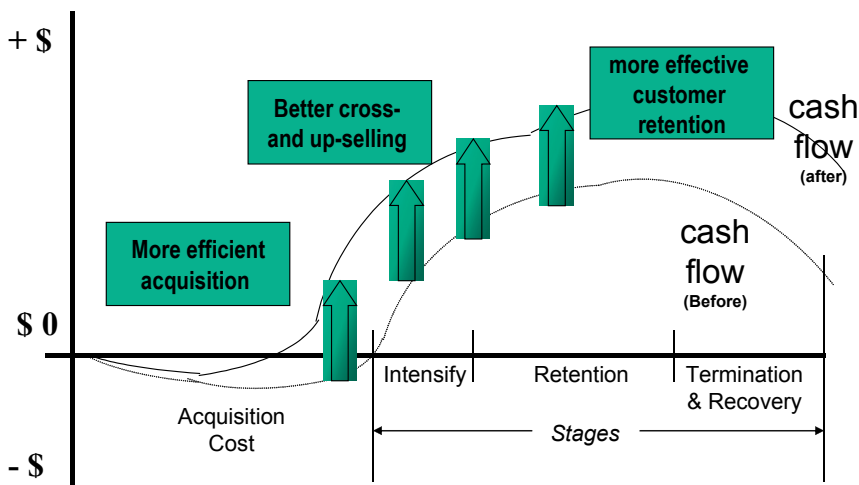 + $
more effective
customer
retention
Better cross-
and up-selling
cash
flow
(after)
More efficient
acquisition
cash
flow
(Before)
$ 0
Intensify
Retention
Termination
& Recovery
Acquisition
Cost
Stages
- $